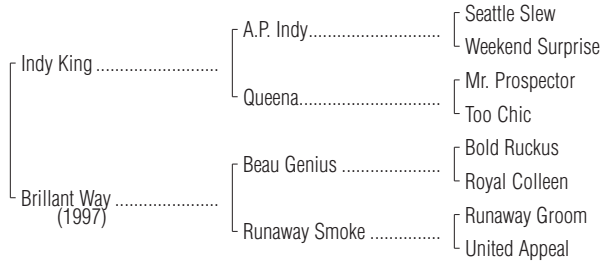 Seattle Slew
A.P. Indy
Weekend Surprise
Indy King
Mr. Prospector
Queena
Too Chic
Bold Ruckus
Beau Genius
Royal Colleen
Brillant Way
(1997)
Runaway Groom
Runaway Smoke
United Appeal